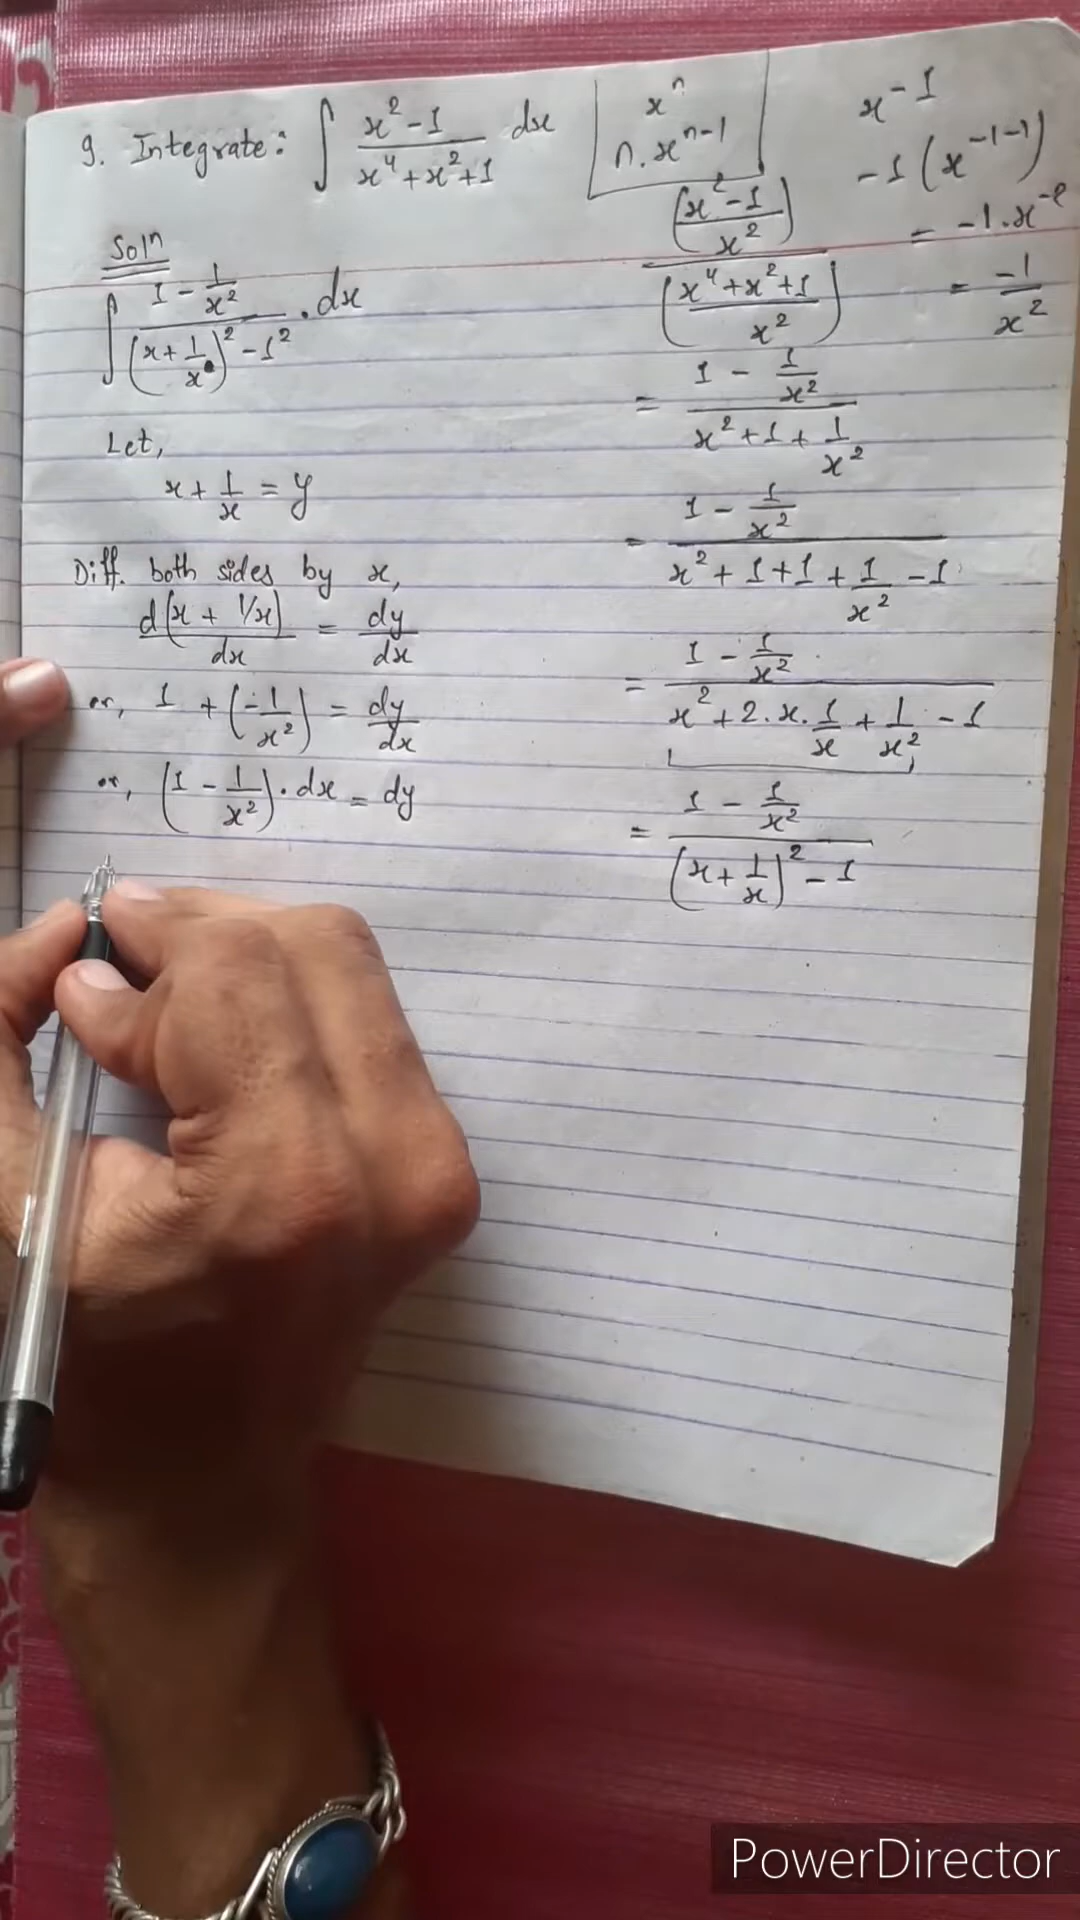 9. Integrate: ∫ (x² - 1)/(x⁴ + x² + 1) dx
Solⁿ
∫ (1 - 1/x²)/((x + 1/x)² - 1²) . dx
Let,
x + 1/x = y
Diff. both sides by x,
d(x + 1/x)/dx = dy/dx
or, 1 + (-1/x²) = dy/dx
or, (1 - 1/x²) . dx = dy
xⁿ
n . xⁿ⁻¹
((x² - 1)/x²)/((x⁴ + x² + 1)/x²)
= (1 - 1/x²)/(x² + 1 + 1/x²)
= (1 - 1/x²)/(x² + 1 + 1 + 1/x² - 1)
= (1 - 1/x²)/(x² + 2 . x . 1/x + 1/x² - 1)
= (1 - 1/x²)/((x + 1/x)² - 1)
x⁻¹
-1 (x⁻¹⁻¹)
= -1 . x⁻²
= -1/x²
PowerDirector